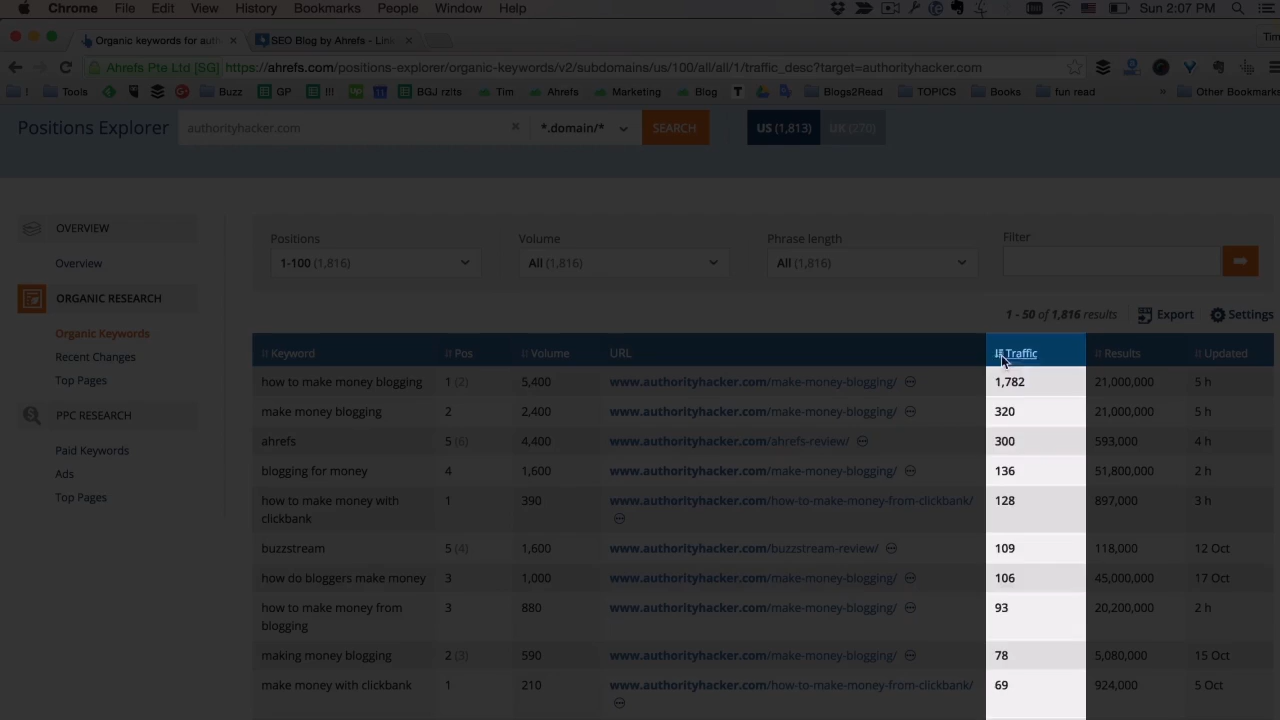 Chrome File Edit View History Bookmarks People Window Help Sun 2:07 PM
Organic keywords for auth × SEO Blog by Ahrefs - Link × Tim
Ahrefs Pte Ltd [SG] https://ahrefs.com/positions-explorer/organic-keywords/v2/subdomains/us/100/all/all/1/traffic_desc?target=authorityhacker.com
! Tools Buzz GP !!! BGJ rzits Tim Ahrefs Marketing Blog Blogs2Read TOPICS Books fun read » Other Bookmarks
Positions Explorer authorityhacker.com × *.domain/* SEARCH US (1,813) UK (270)
OVERVIEW
Overview
ORGANIC RESEARCH
Organic Keywords
Recent Changes
Top Pages
PPC RESEARCH
Paid Keywords
Ads
Top Pages
Positions Volume Phrase length Filter
1-100 (1,816) All (1,816) All (1,816)
1 - 50 of 1,816 results Export Settings
Keyword Pos Volume URL Traffic Results Updated
how to make money blogging 1 (2) 5,400 www.authorityhacker.com/make-money-blogging/ 1,782 21,000,000 5 h
make money blogging 2 2,400 www.authorityhacker.com/make-money-blogging/ 320 21,000,000 5 h
ahrefs 5 (6) 4,400 www.authorityhacker.com/ahrefs-review/ 300 593,000 4 h
blogging for money 4 1,600 www.authorityhacker.com/make-money-blogging/ 136 51,800,000 2 h
how to make money with 1 390 www.authorityhacker.com/how-to-make-money-from-clickbank/ 128 897,000 3 h
clickbank
buzzstream 5 (4) 1,600 www.authorityhacker.com/buzzstream-review/ 109 118,000 12 Oct
how do bloggers make money 3 1,000 www.authorityhacker.com/make-money-blogging/ 106 45,000,000 17 Oct
how to make money from 3 880 www.authorityhacker.com/make-money-blogging/ 93 20,200,000 2 h
blogging
making money blogging 2 (3) 590 www.authorityhacker.com/make-money-blogging/ 78 5,080,000 15 Oct
make money with clickbank 1 210 www.authorityhacker.com/how-to-make-money-from-clickbank/ 69 924,000 5 Oct